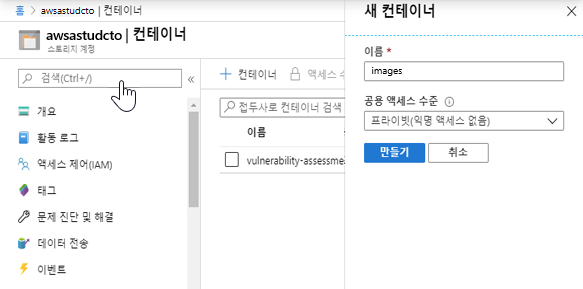 홈 > awsastudcto | 컨테이너
awsastudcto | 컨테이너
스토리지 계정
검색(Ctrl+/)
«
개요
활동 로그
액세스 제어(IAM)
태그
문제 진단 및 해결
데이터 전송
이벤트
+ 컨테이너
액세스 수
접두사로 컨테이너 검색
이름
vulnerability-assessme
새 컨테이너
이름 *
images
공용 액세스 수준
프라이빗(익명 액세스 없음)
만들기
취소